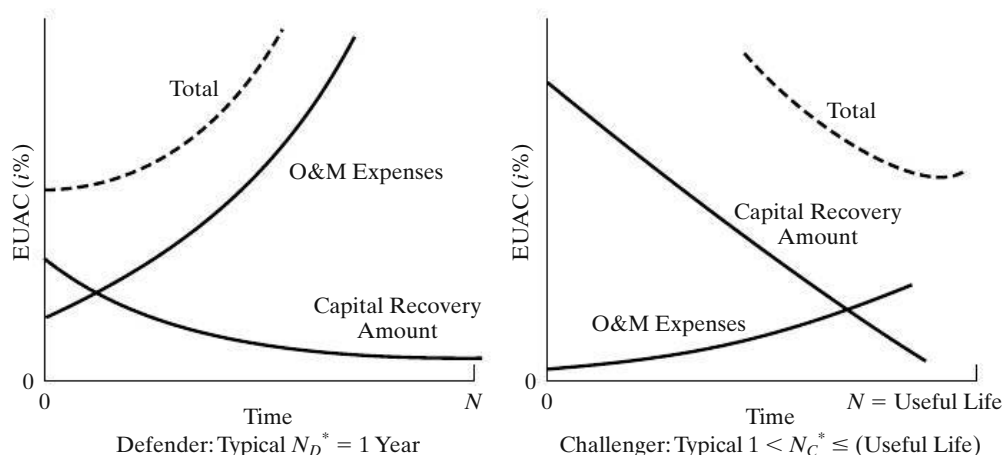 EUAC (i%)
Total
O&M Expenses
Capital Recovery
Amount
0
0
Time
N
Defender: Typical N_D* = 1 Year
EUAC (i%)
Total
Capital Recovery
Amount
O&M Expenses
0
0
Time
N = Useful Life
Challenger: Typical 1 < N_C* ≤ (Useful Life)